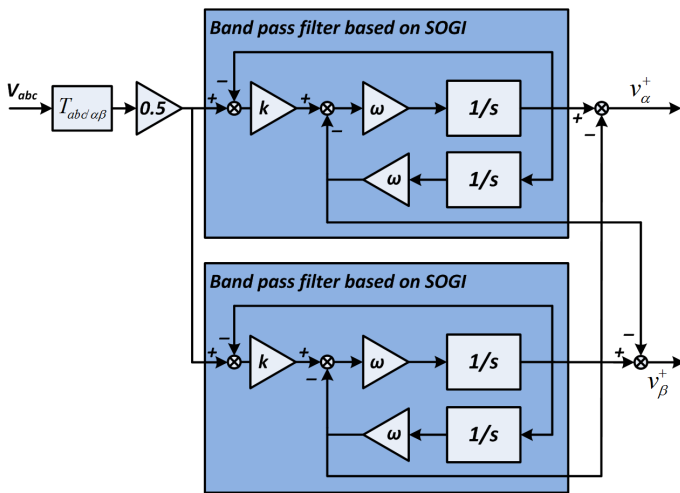 Band pass filter based on SOGI
V_abc
T_abc/αβ
0.5
+
−
k
+
−
ω
1/s
+
−
v_α^+
ω
1/s
Band pass filter based on SOGI
+
−
k
+
−
ω
1/s
+
−
v_β^+
ω
1/s